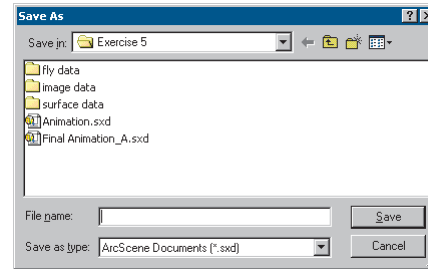 Save As
Save in: Exercise 5
fly data
image data
surface data
Animation.sxd
Final Animation_A.sxd
File name: Save
Save as type: ArcScene Documents (*.sxd) Cancel